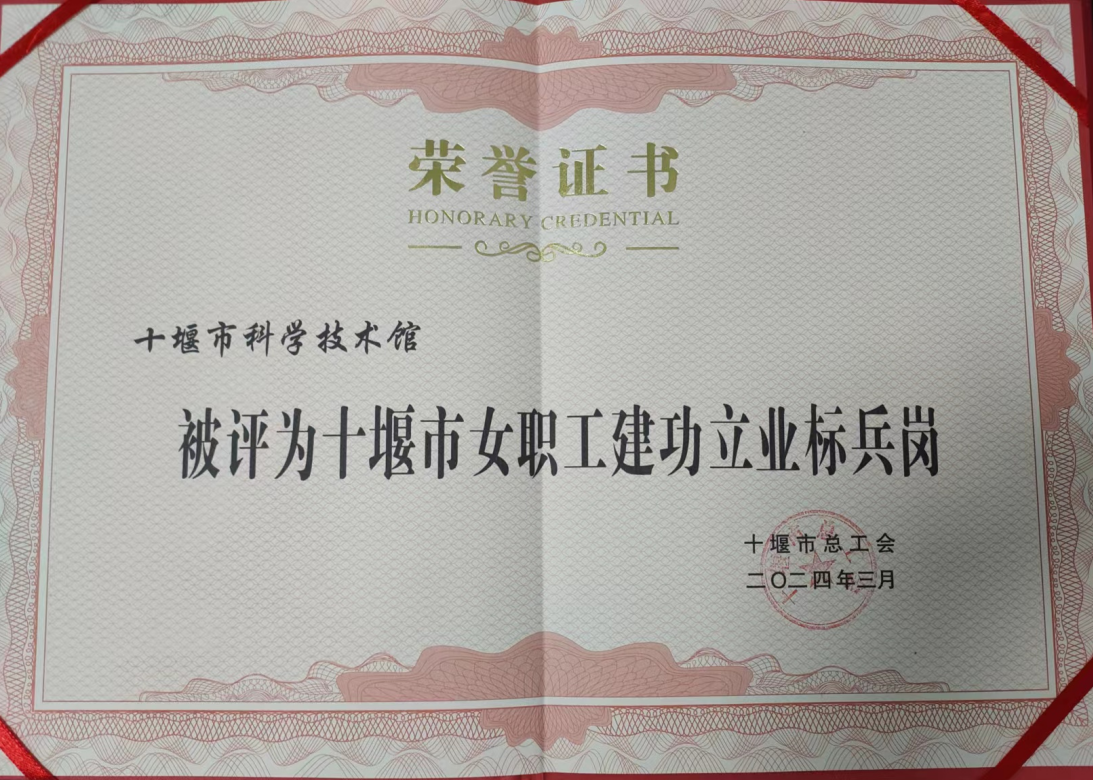 荣誉证书
HONORARY CREDENTIAL
十堰市科学技术馆
被评为十堰市女职工建功立业标兵岗
十堰市总工会
二〇二四年三月